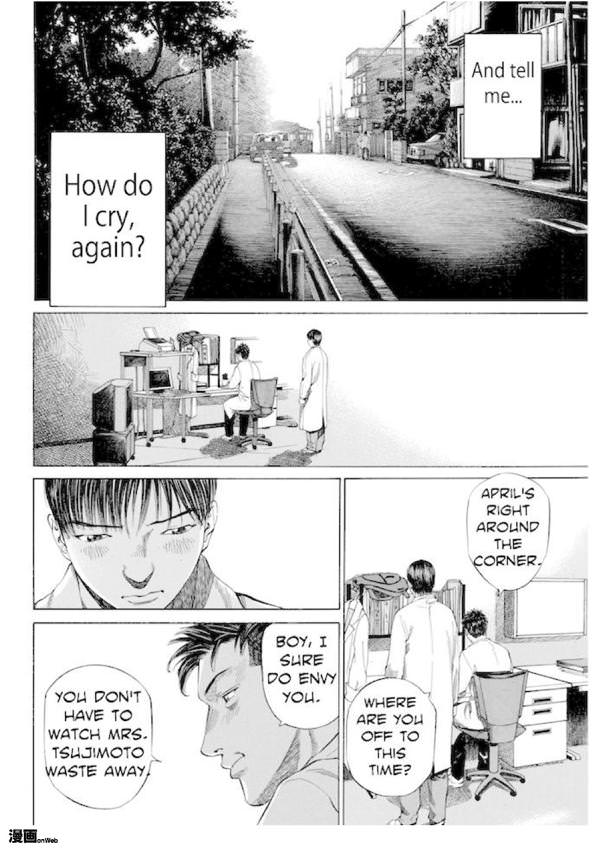 And tell
me...
How do
I cry,
again?
APRIL'S
RIGHT
AROUND
THE
CORNER.
WHERE
ARE YOU
OFF TO
THIS
TIME?
BOY, I
SURE
DO ENVY
YOU.
YOU DON'T
HAVE TO
WATCH MRS.
TSUJIMOTO
WASTE AWAY.
漫画onWeb